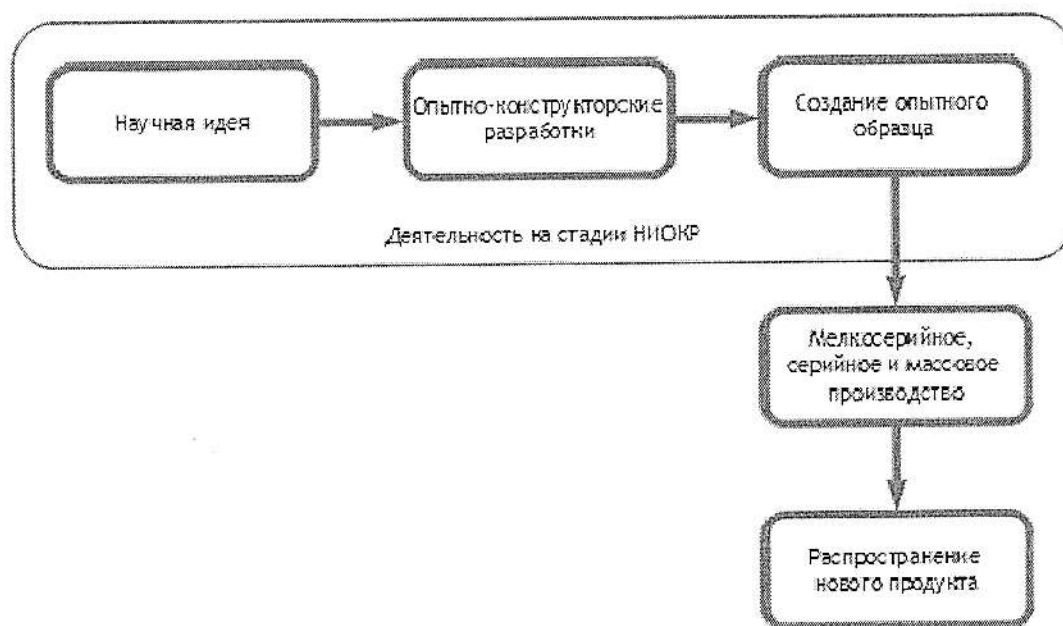 Научная идея
Опытно-конструкторские
разработки
Создание опытного
образца
Деятельность на стадии НИОКР
Мелкосерийное,
серийное и массовое
производство
Распространение
нового продукта